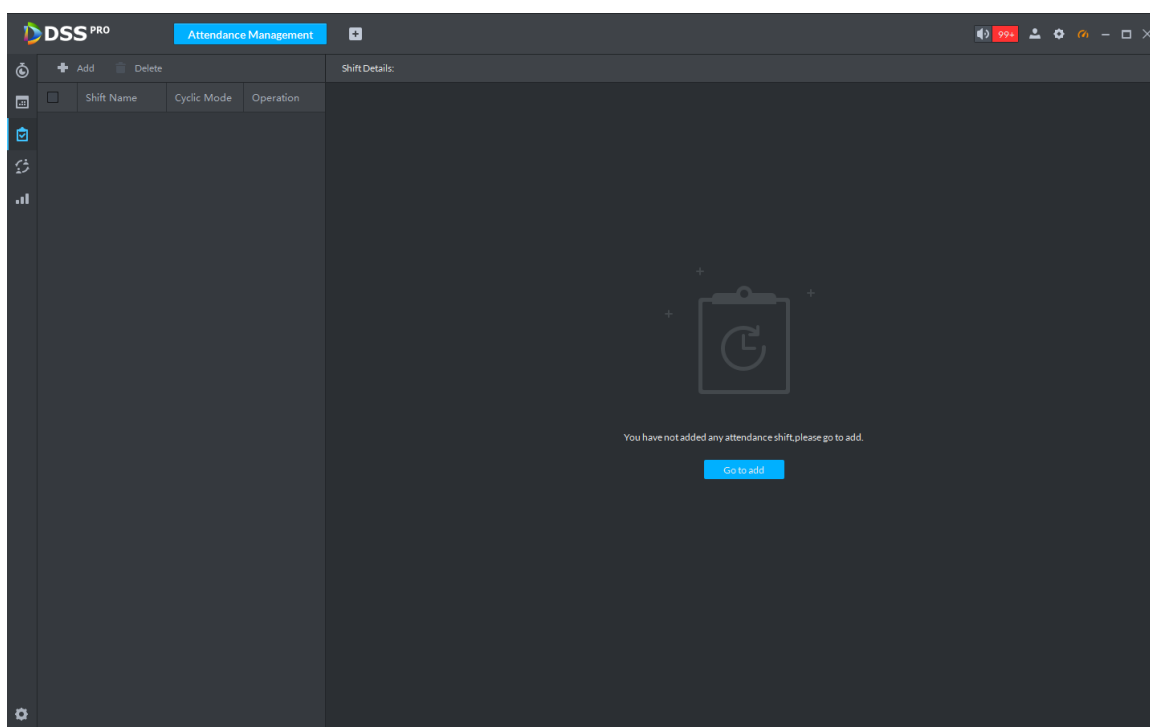 DSS PRO Attendance Management 99+
Add Delete Shift Details:
Shift Name Cyclic Mode Operation
You have not added any attendance shift,please go to add.
Go to add